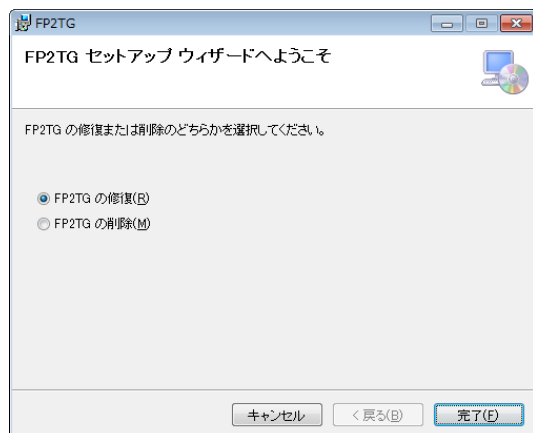 FP2TG
FP2TG セットアップ ウィザードへようこそ
FP2TG の修復または削除のどちらかを選択してください。
FP2TG の修復(R)
FP2TG の削除(M)
キャンセル
< 戻る(B)
完了(F)